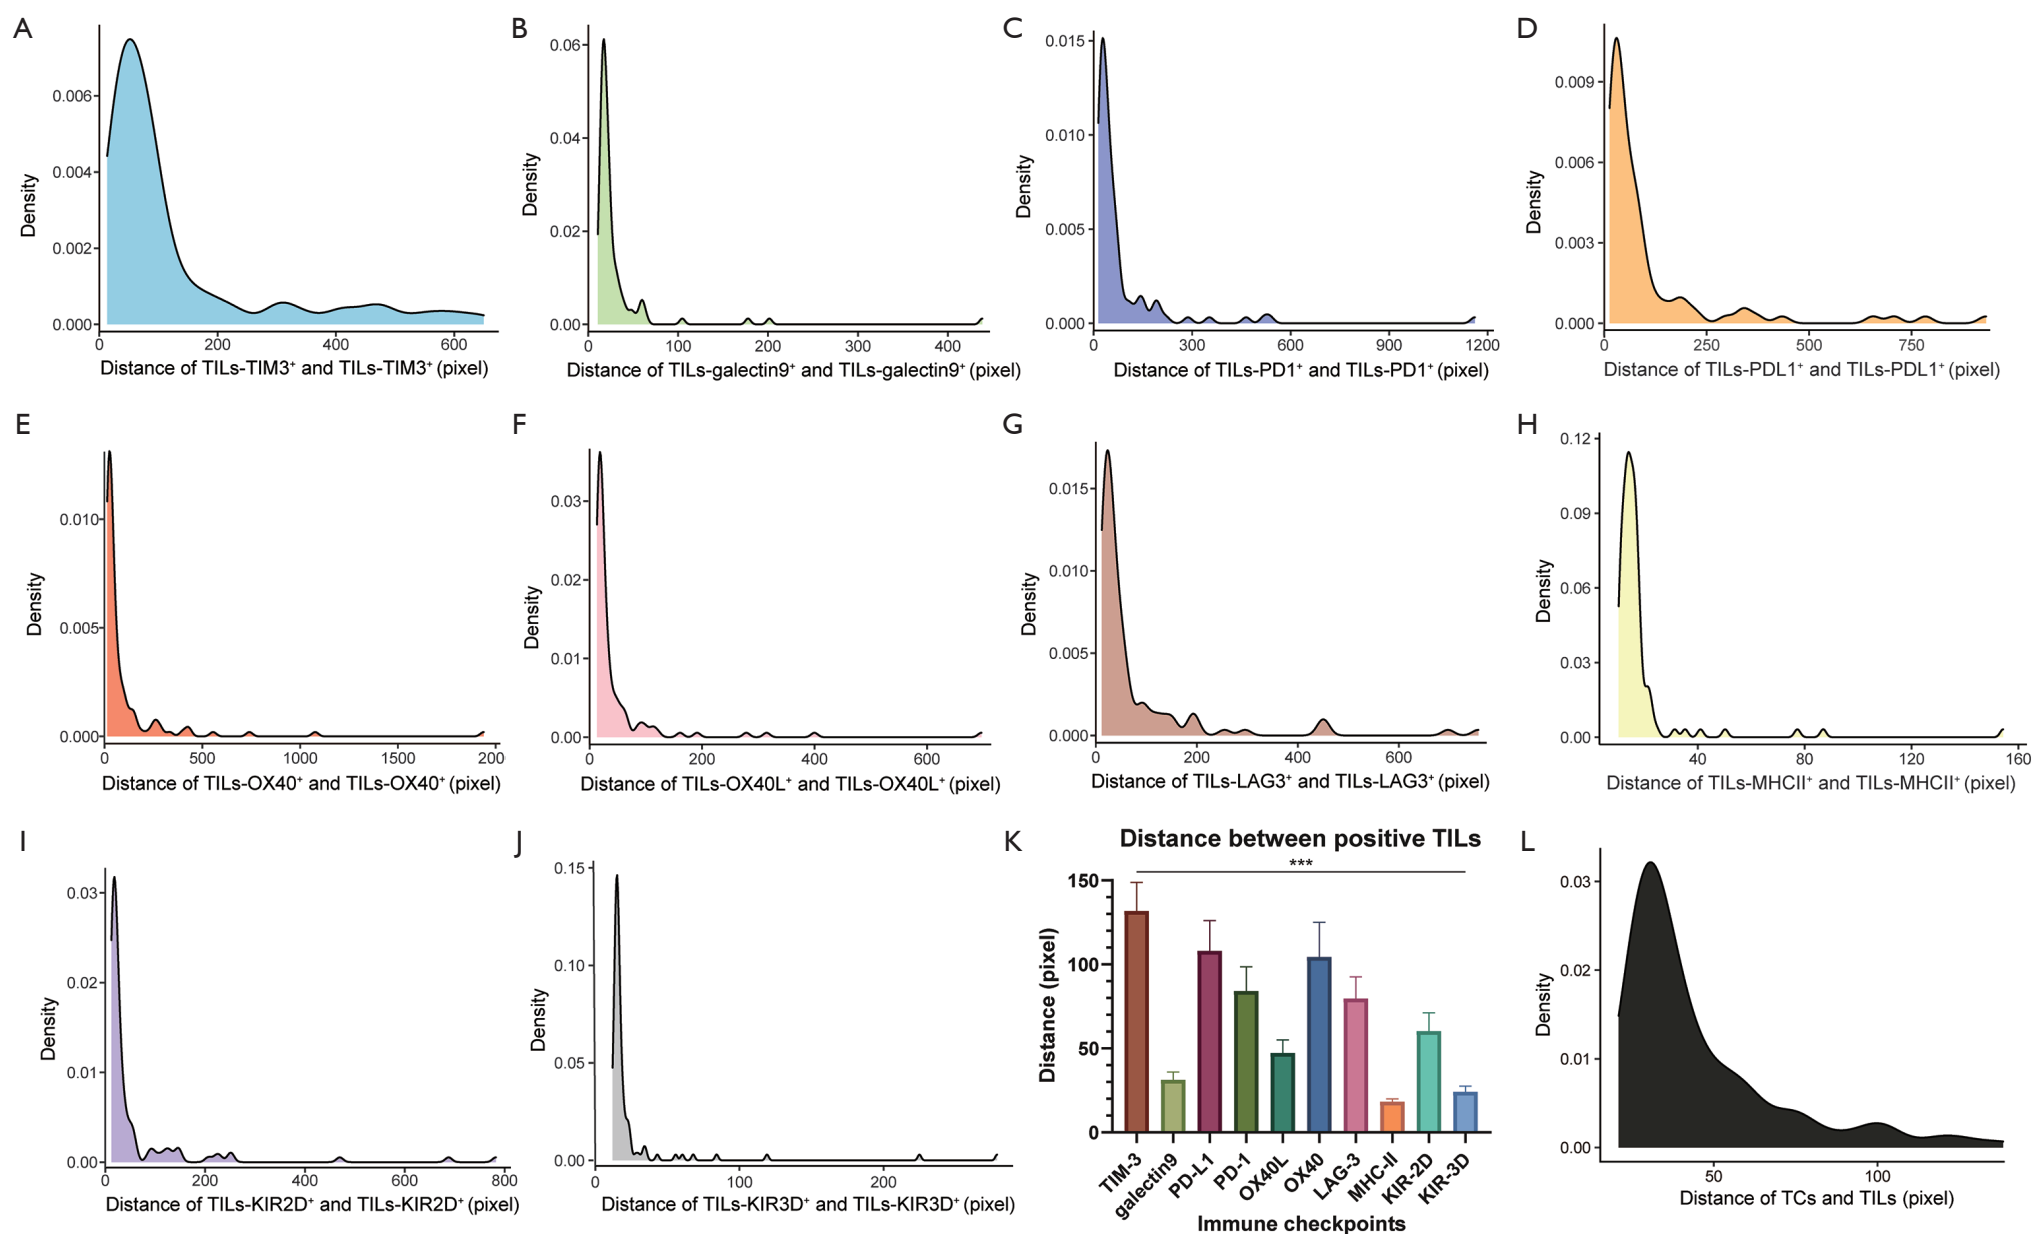 A
Density
0.006
0.004
0.002
0.000
0
200
400
600
Distance of TILs-TIM3⁺ and TILs-TIM3⁺ (pixel)
B
Density
0.06
0.04
0.02
0.00
0
100
200
300
400
Distance of TILs-galectin9⁺ and TILs-galectin9⁺ (pixel)
C
Density
0.015
0.010
0.005
0.000
0
300
600
900
1200
Distance of TILs-PD1⁺ and TILs-PD1⁺ (pixel)
D
Density
0.009
0.006
0.003
0.000
0
250
500
750
Distance of TILs-PDL1⁺ and TILs-PDL1⁺ (pixel)
E
Density
0.010
0.005
0.000
0
500
1000
1500
200
Distance of TILs-OX40⁺ and TILs-OX40⁺ (pixel)
F
Density
0.03
0.02
0.01
0.00
0
200
400
600
Distance of TILs-OX40L⁺ and TILs-OX40L⁺ (pixel)
G
Density
0.015
0.010
0.005
0.000
0
200
400
600
Distance of TILs-LAG3⁺ and TILs-LAG3⁺ (pixel)
H
Density
0.12
0.09
0.06
0.03
0.00
40
80
120
160
Distance of TILs-MHCII⁺ and TILs-MHCII⁺ (pixel)
I
Density
0.03
0.02
0.01
0.00
0
200
400
600
800
Distance of TILs-KIR2D⁺ and TILs-KIR2D⁺ (pixel)
J
Density
0.15
0.10
0.05
0.00
0
100
200
Distance of TILs-KIR3D⁺ and TILs-KIR3D⁺ (pixel)
K
Distance between positive TILs
***
Distance (pixel)
150
100
50
0
TIM-3
galectin9
PD-L1
PD-1
OX40L
OX40
LAG-3
MHC-II
KIR-2D
KIR-3D
Immune checkpoints
L
Density
0.03
0.02
0.01
0.00
50
100
Distance of TCs and TILs (pixel)